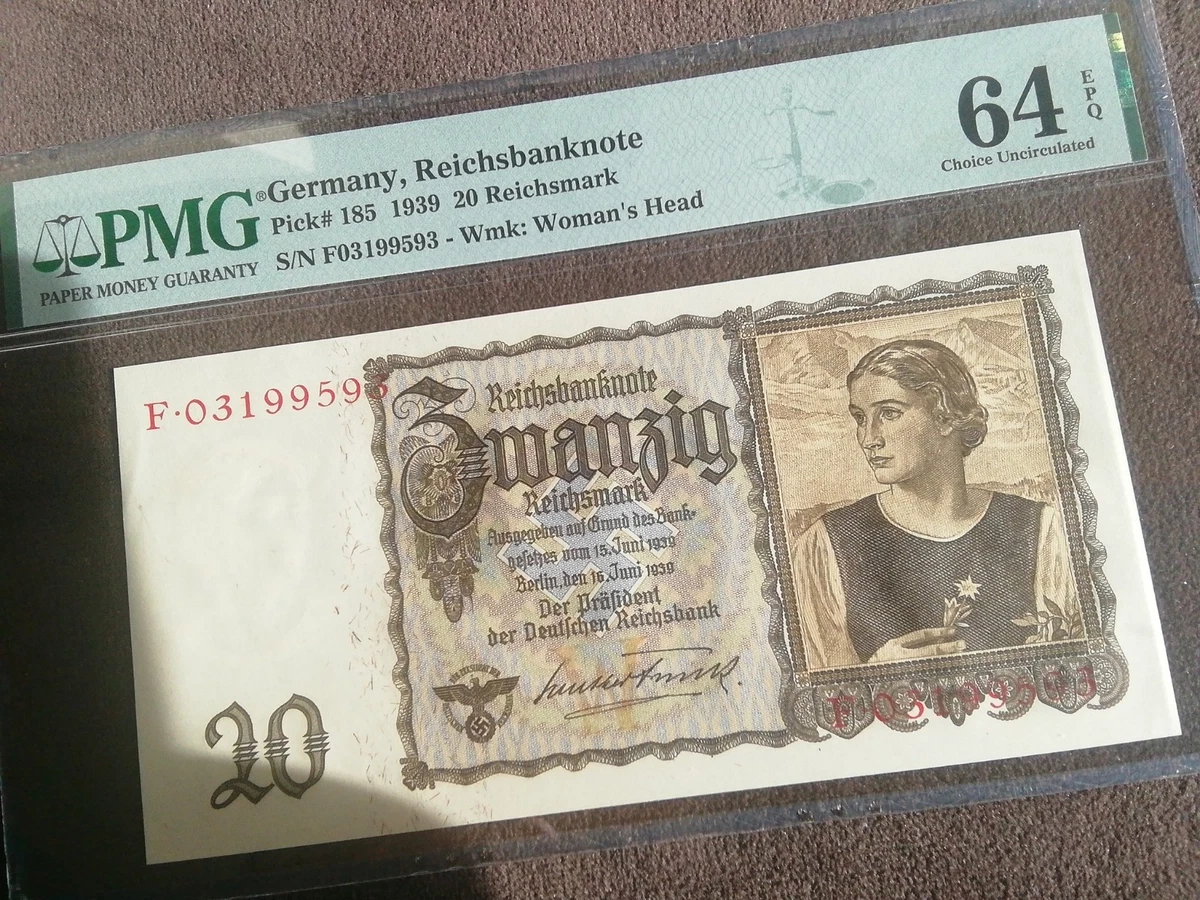 PMG®
PAPER MONEY GUARANTY
Germany, Reichsbanknote
Pick# 185 1939 20 Reichsmark
S/N F03199593 - Wmk: Woman's Head
64
EPQ
Choice Uncirculated
F·03199593
Reichsbanknote
Zwanzig
Reichsmark
Ausgegeben auf Grund des Bank-
gesetzes vom 15. Juni 1939
Berlin, den 16. Juni 1939
Der Präsident
der Deutschen Reichsbank
20
F·03199593